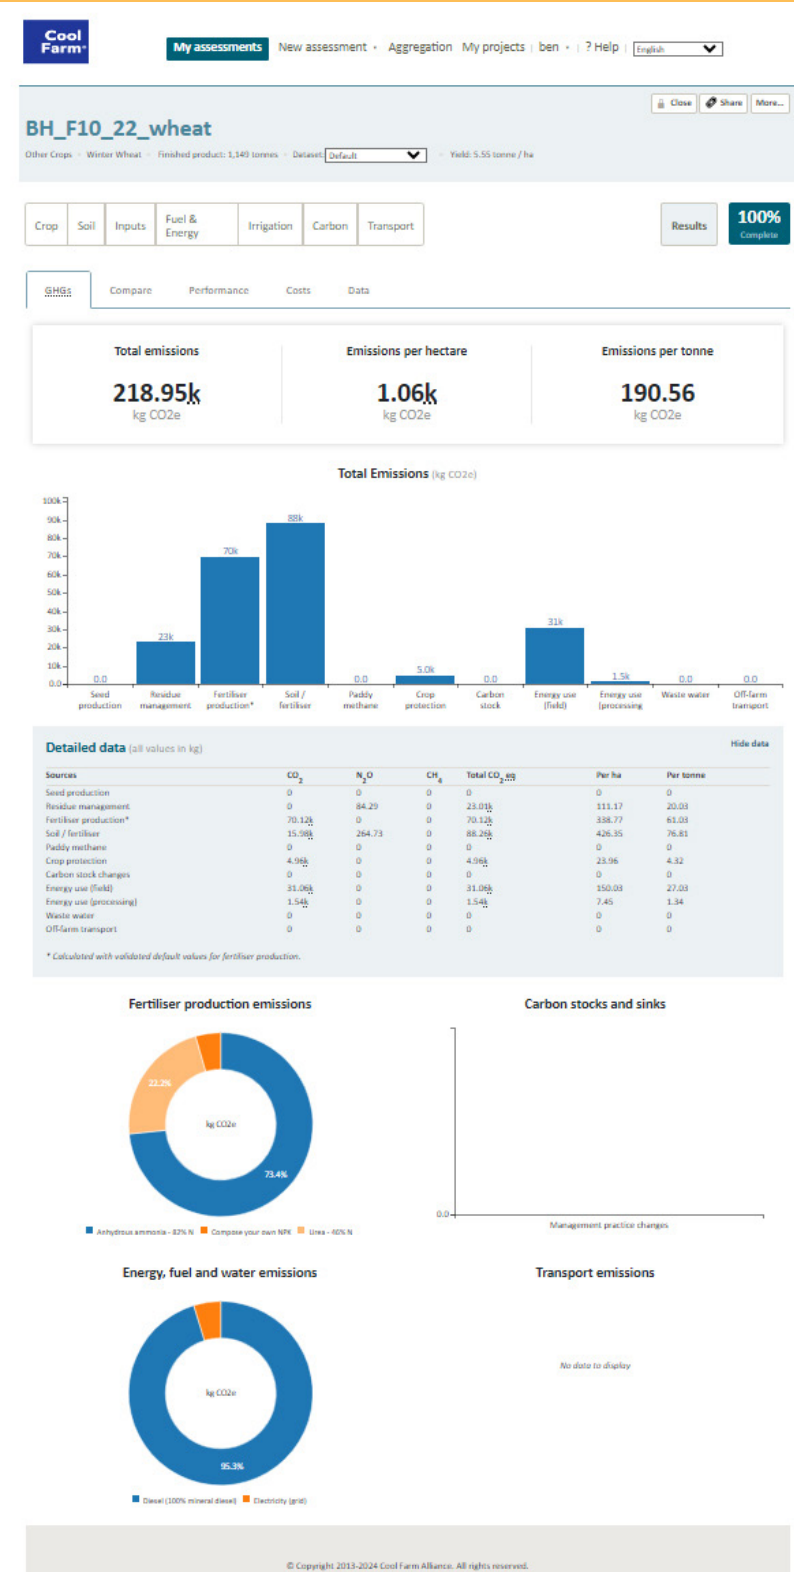 Cool
Farm
My assessments New assessment Aggregation My projects ben ? Help English
Close Share More...
BH_F10_22_wheat
Other Crops Winter Wheat Finished product: 1,149 tonnes Dataset: Default Yield: 5.55 tonne / ha
Crop Soil Inputs Fuel & Energy Irrigation Carbon Transport Results 100% Complete
GHGs Compare Performance Costs Data
Total emissions Emissions per hectare Emissions per tonne
218.95k 1.06k 190.56
kg CO2e kg CO2e kg CO2e
Total Emissions (kg CO2e)
100k
90k
80k
70k
60k
50k
40k
30k
20k
10k
0.0
0.0 23k 70k 88k 0.0 5.0k 0.0 31k 1.5k 0.0 0.0
Seed production Residue management Fertiliser production* Soil / fertiliser Paddy methane Crop protection Carbon stock Energy use (field) Energy use (processing Waste water Off-farm transport
Detailed data (all values in kg) Hide data
Sources CO2 N2O CH4 Total CO2 eq Per ha Per tonne
Seed production 0 0 0 0 0 0
Residue management 0 84.29 0 23.01k 111.17 20.03
Fertiliser production* 70.12k 0 0 70.12k 338.77 61.03
Soil / fertiliser 15.98k 264.73 0 88.26k 426.35 76.81
Paddy methane 0 0 0 0 0 0
Crop protection 4.96k 0 0 4.96k 23.96 4.32
Carbon stock changes 0 0 0 0 0 0
Energy use (field) 31.06k 0 0 31.06k 150.03 27.03
Energy use (processing) 1.54k 0 0 1.54k 7.45 1.34
Waste water 0 0 0 0 0 0
Off-farm transport 0 0 0 0 0 0
* Calculated with validated default values for fertiliser production.
Fertiliser production emissions
22.2%
kg CO2e
73.4%
Anhydrous ammonia - 82% N Compose your own NPK Urea - 46% N
Carbon stocks and sinks
0.0
Management practice changes
Energy, fuel and water emissions
kg CO2e
95.3%
Diesel (100% mineral diesel) Electricity (grid)
Transport emissions
No data to display
© Copyright 2013-2024 Cool Farm Alliance. All rights reserved.